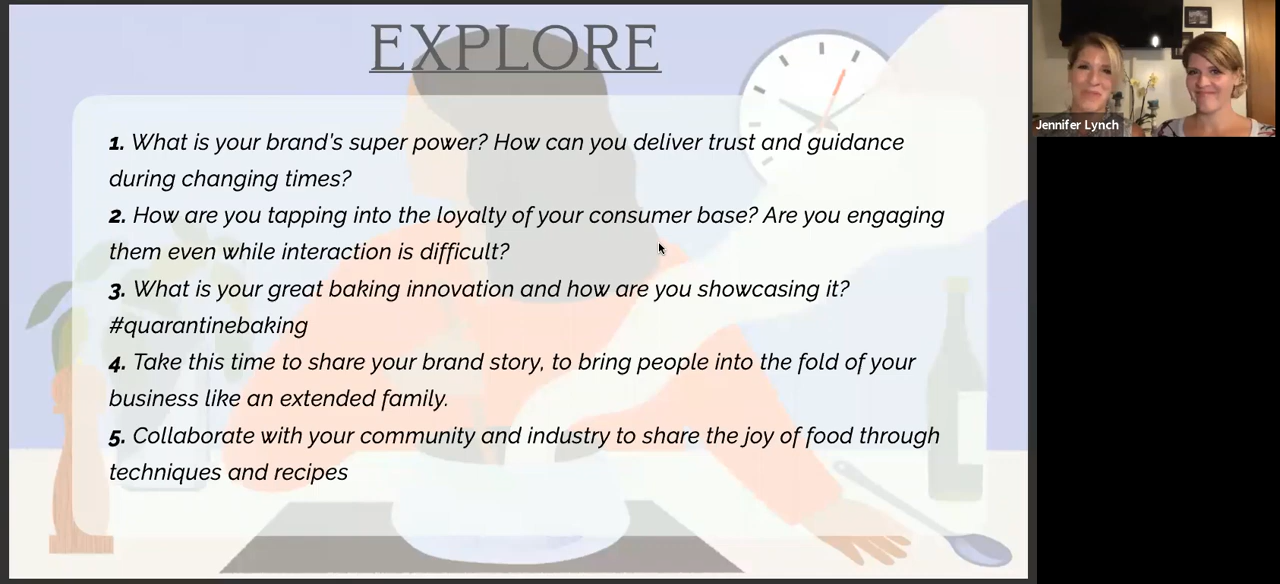 EXPLORE
1. What is your brand's super power? How can you deliver trust and guidance
during changing times?
2. How are you tapping into the loyalty of your consumer base? Are you engaging
them even while interaction is difficult?
3. What is your great baking innovation and how are you showcasing it?
#quarantinebaking
4. Take this time to share your brand story, to bring people into the fold of your
business like an extended family.
5. Collaborate with your community and industry to share the joy of food through
techniques and recipes
Jennifer Lynch